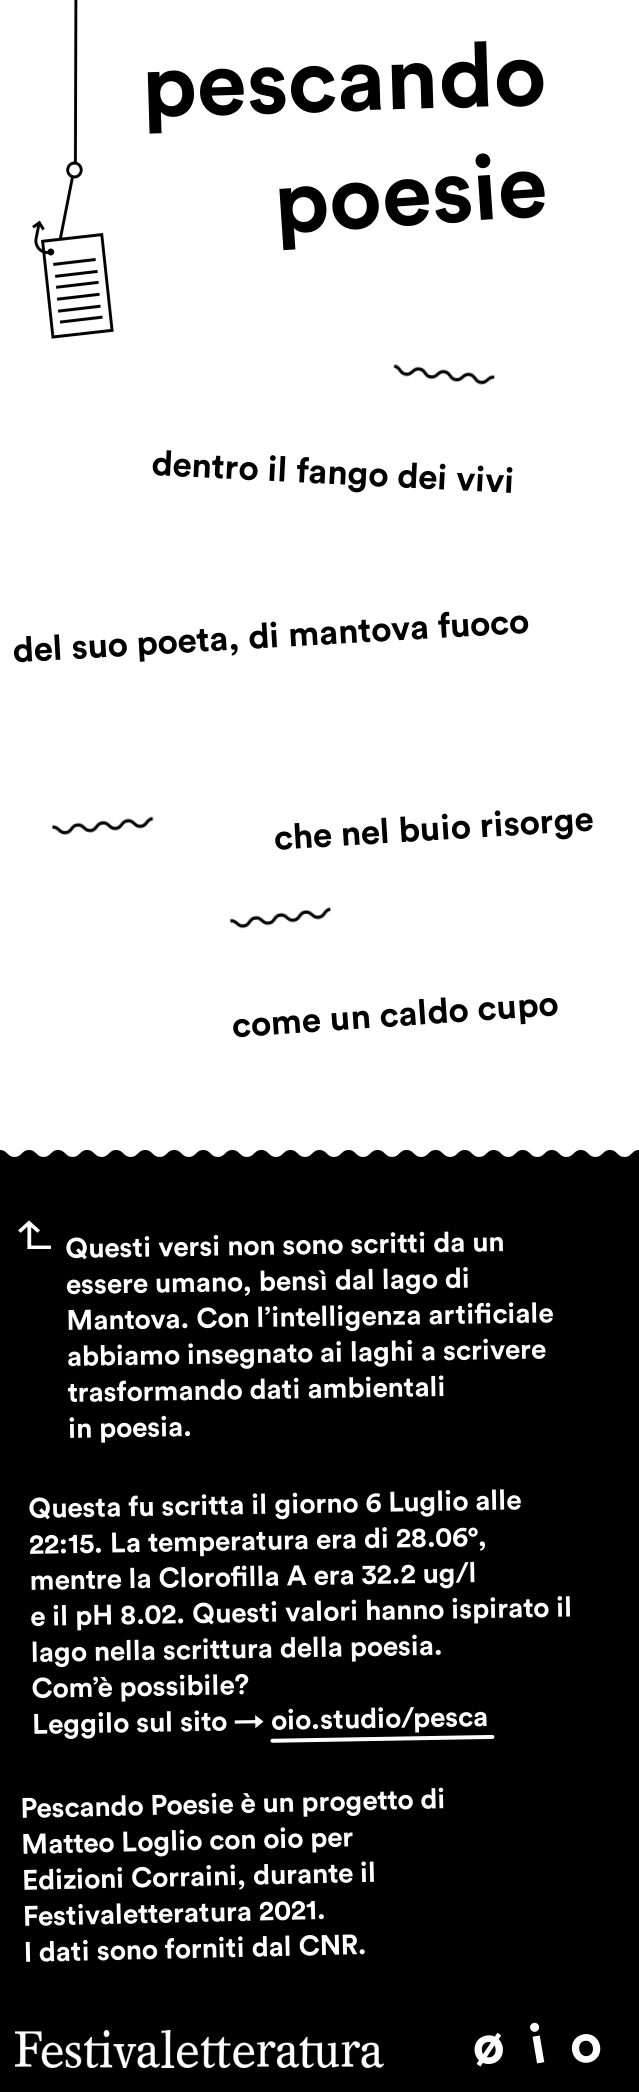 pescando
poesie
dentro il fango dei vivi
del suo poeta, di mantova fuoco
che nel buio risorge
come un caldo cupo
Questi versi non sono scritti da un
essere umano, bensì dal lago di
Mantova. Con l’intelligenza artificiale
abbiamo insegnato ai laghi a scrivere
trasformando dati ambientali
in poesia.
Questa fu scritta il giorno 6 Luglio alle
22:15. La temperatura era di 28.06°,
mentre la Clorofilla A era 32.2 ug/l
e il pH 8.02. Questi valori hanno ispirato il
lago nella scrittura della poesia.
Com’è possibile?
Leggilo sul sito → oio.studio/pesca
Pescando Poesie è un progetto di
Matteo Loglio con oio per
Edizioni Corraini, durante il
Festivaletteratura 2021.
I dati sono forniti dal CNR.
Festivaletteratura
ø i o